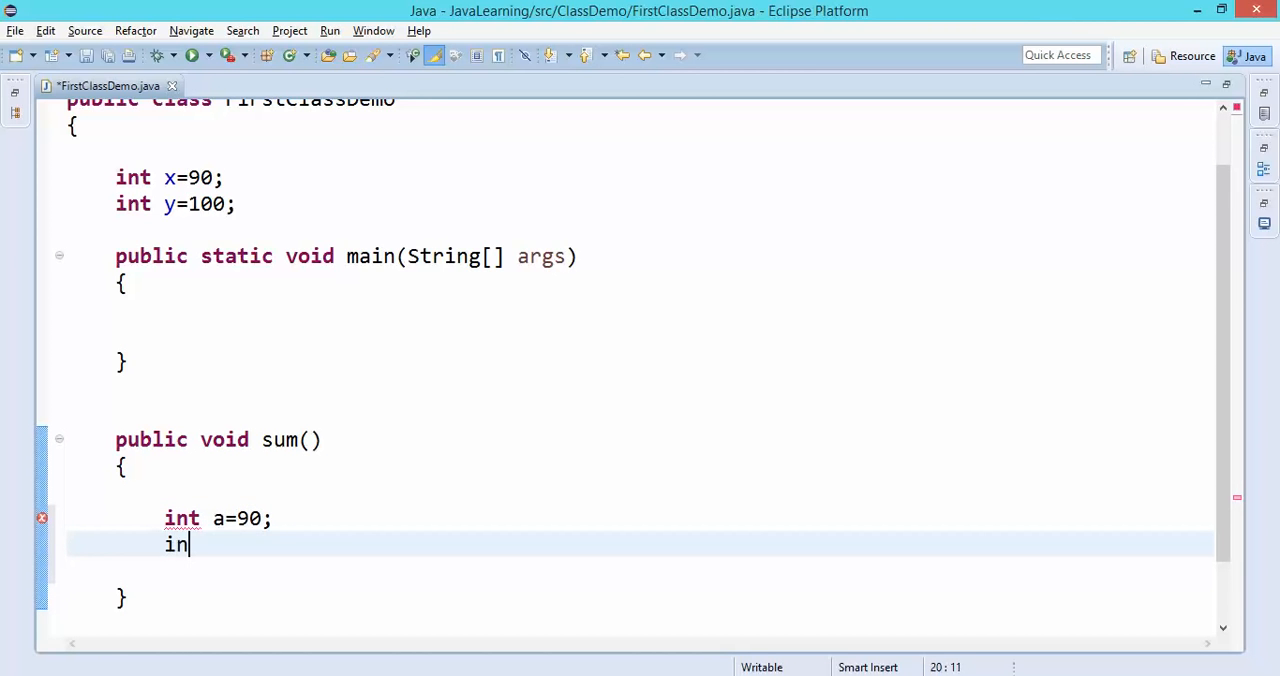 Java - JavaLearning/src/ClassDemo/FirstClassDemo.java - Eclipse Platform
File Edit Source Refactor Navigate Search Project Run Window Help
Quick Access Resource Java
*FirstClassDemo.java
public class FirstClassDemo
{
int x=90;
int y=100;
public static void main(String[] args)
{
}
public void sum()
{
int a=90;
in
}
Writable Smart Insert 20 : 11